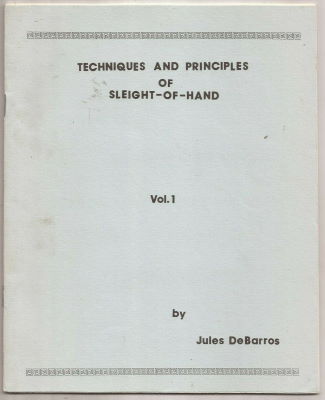 TECHNIQUES AND PRINCIPLES
OF
SLEIGHT-OF-HAND
Vol.1
by
Jules DeBarros